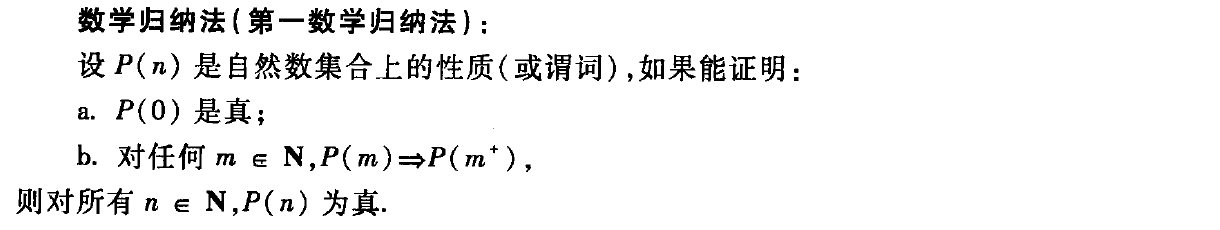 数学归纳法(第一数学归纳法):
设 P(n) 是自然数集合上的性质(或谓词),如果能证明:
a. P(0) 是真;
b. 对任何 m ∈ N,P(m)⇒P(m⁺),
则对所有 n ∈ N,P(n) 为真.